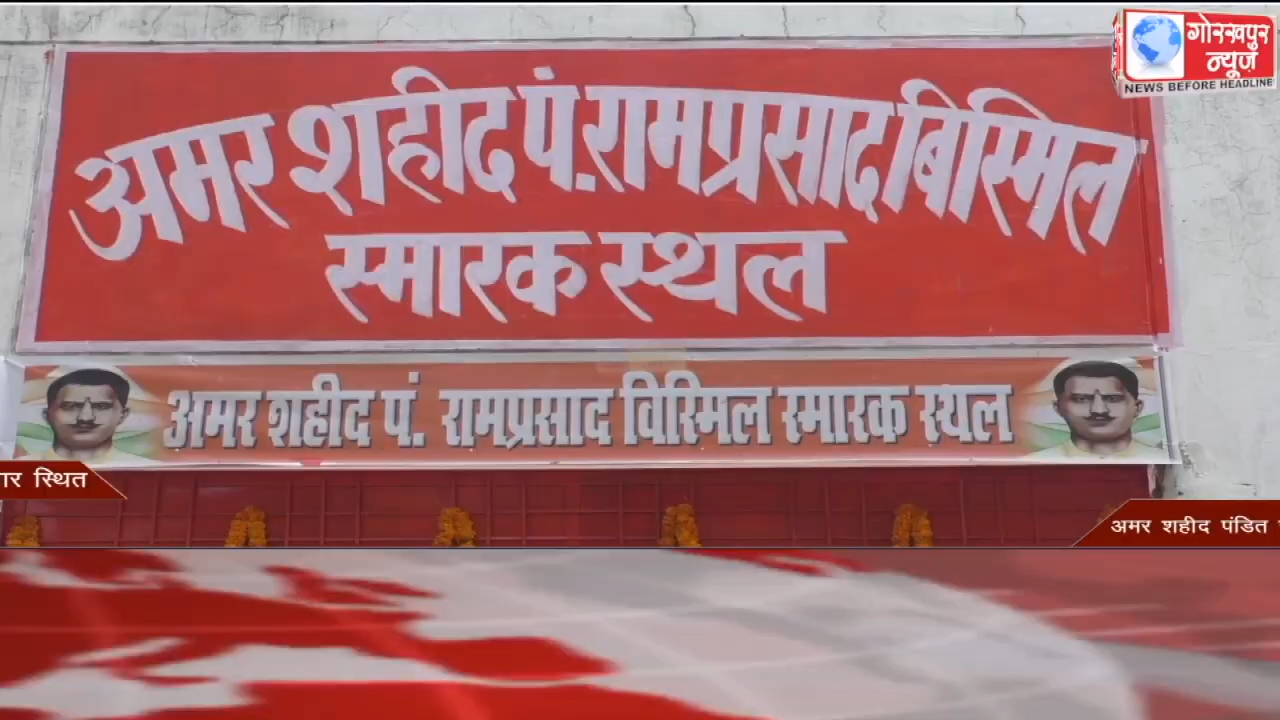 गोरखपुर
न्यूज़
NEWS BEFORE HEADLINE
अमर शहीद पं. रामप्रसाद बिस्मिल
स्मारक स्थल
अमर शहीद पं. रामप्रसाद विस्मिल स्मारक स्थल
स्थित
अमर शहीद पंडित